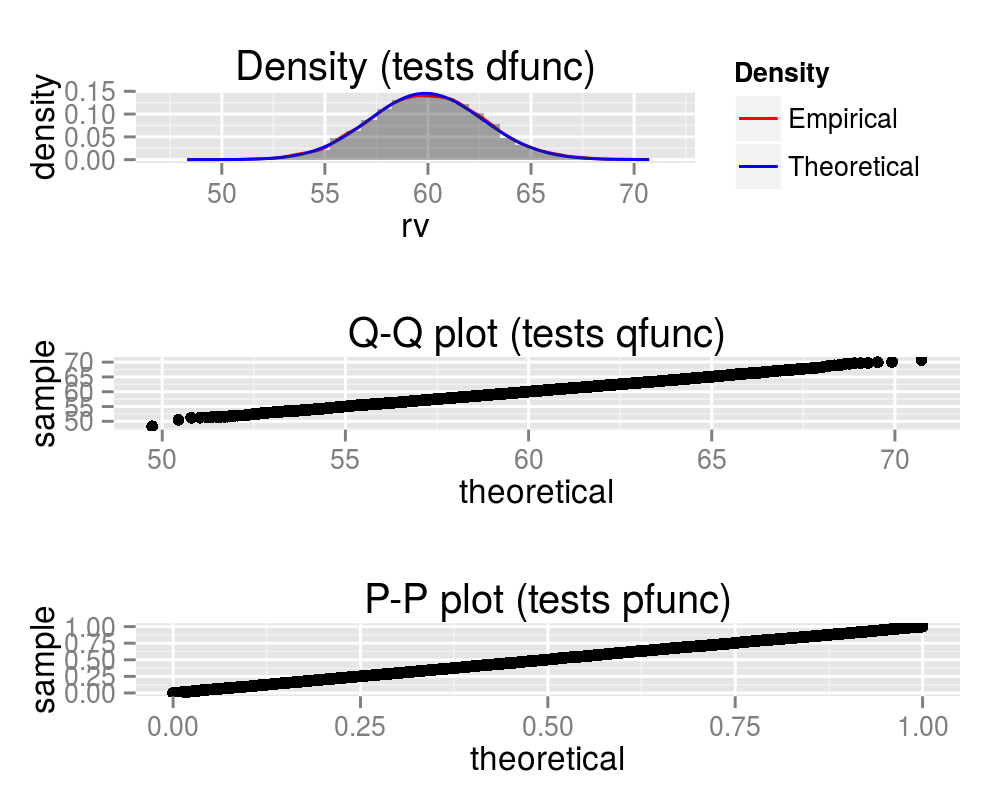 Density (tests dfunc)
density
0.15
0.10
0.05
0.00
50 55 60 65 70
rv
Density
Empirical
Theoretical
Q-Q plot (tests qfunc)
sample
70
65
60
55
50
50 55 60 65 70
theoretical
P-P plot (tests pfunc)
sample
1.00
0.75
0.50
0.25
0.00
0.00 0.25 0.50 0.75 1.00
theoretical